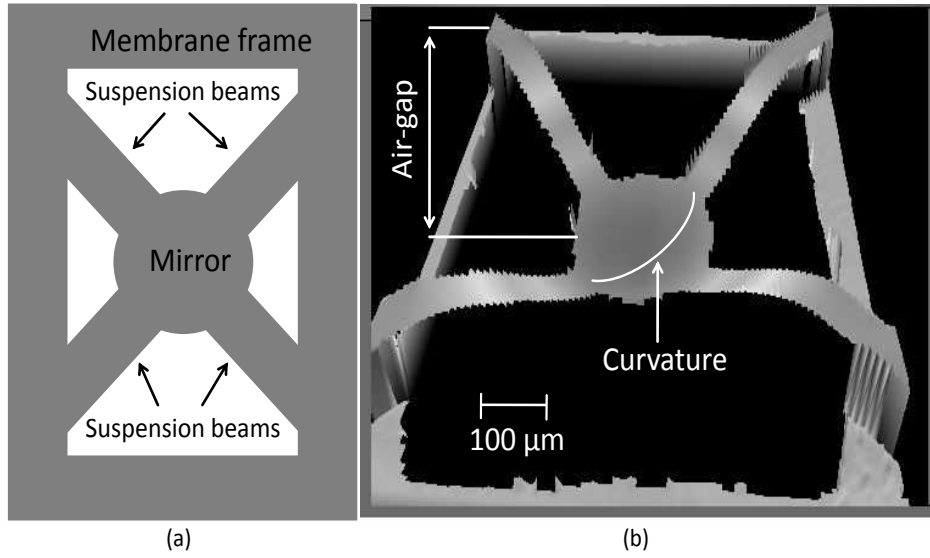 Membrane frame
Suspension beams
Mirror
Suspension beams
(a)
Air-gap
Curvature
100 μm
(b)